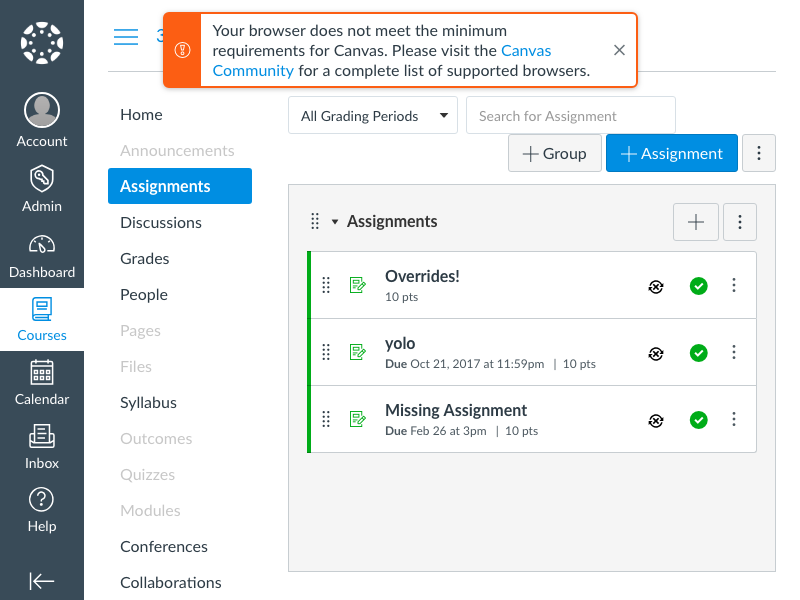 Your browser does not meet the minimum
requirements for Canvas. Please visit the Canvas
Community for a complete list of supported browsers.
Account
Admin
Dashboard
Courses
Calendar
Inbox
Help
Home
Announcements
Assignments
Discussions
Grades
People
Pages
Files
Syllabus
Outcomes
Quizzes
Modules
Conferences
Collaborations
All Grading Periods
Search for Assignment
Group
Assignment
Assignments
Overrides!
10 pts
yolo
Due Oct 21, 2017 at 11:59pm | 10 pts
Missing Assignment
Due Feb 26 at 3pm | 10 pts